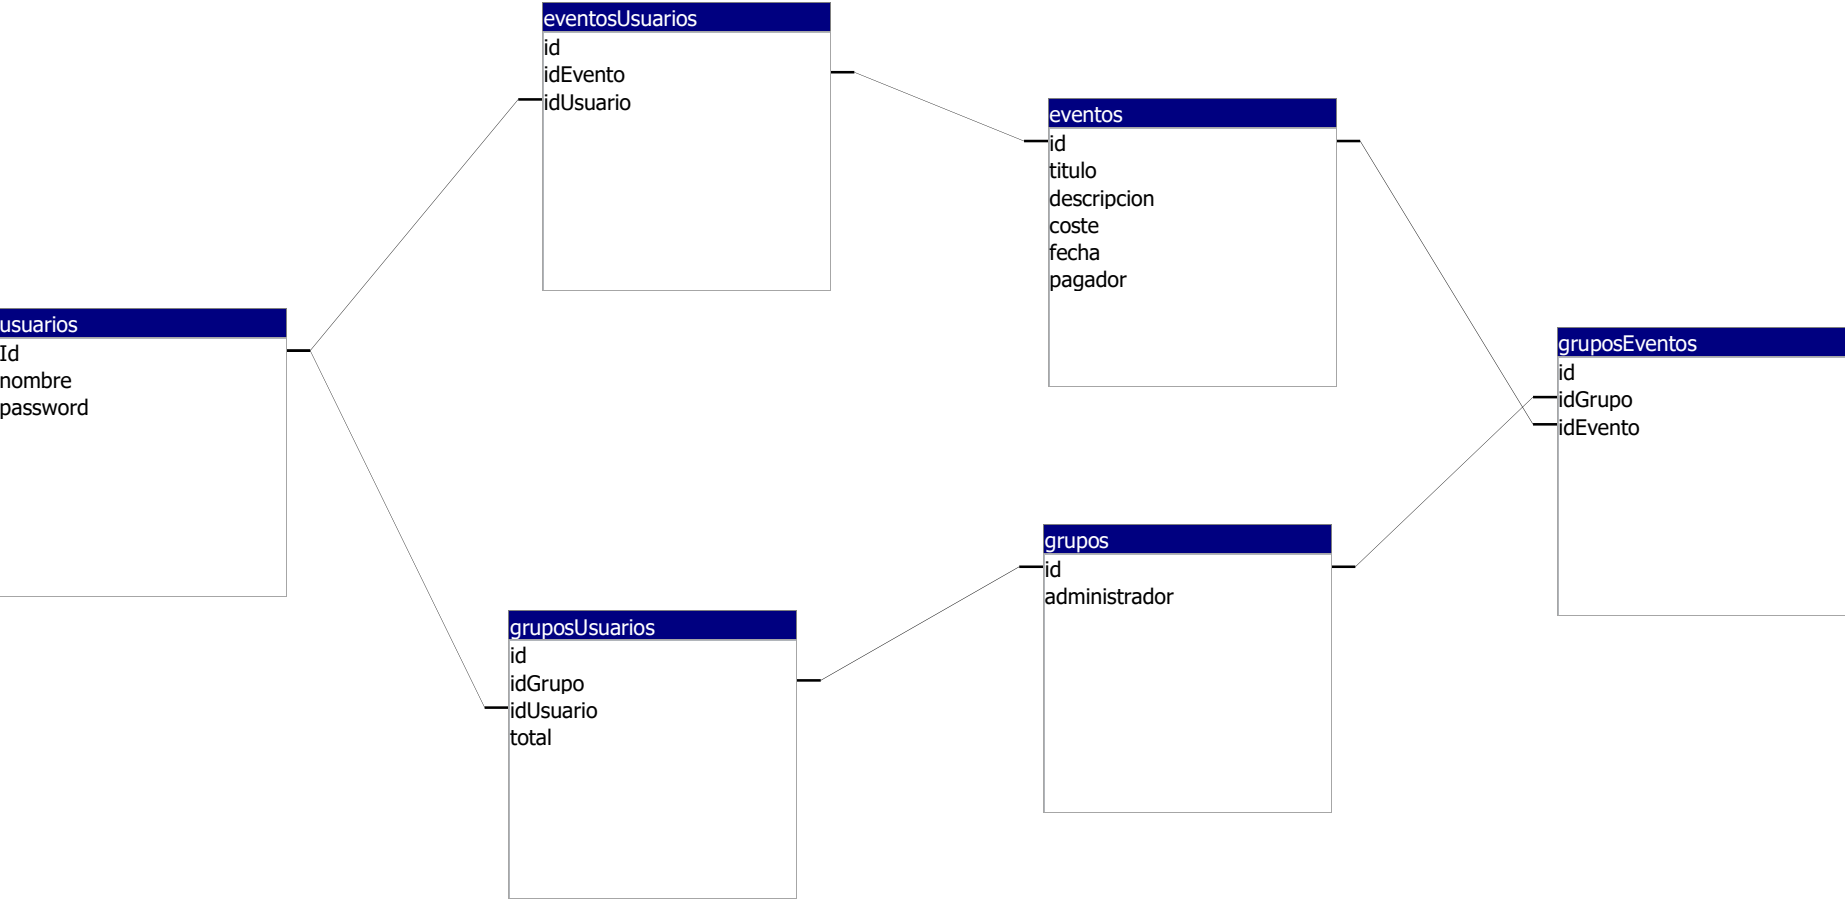 eventosUsuarios
id
idEvento
idUsuario
eventos
id
titulo
descripcion
coste
fecha
pagador
usuarios
Id
nombre
password
gruposEventos
id
idGrupo
idEvento
grupos
id
administrador
gruposUsuarios
id
idGrupo
idUsuario
total